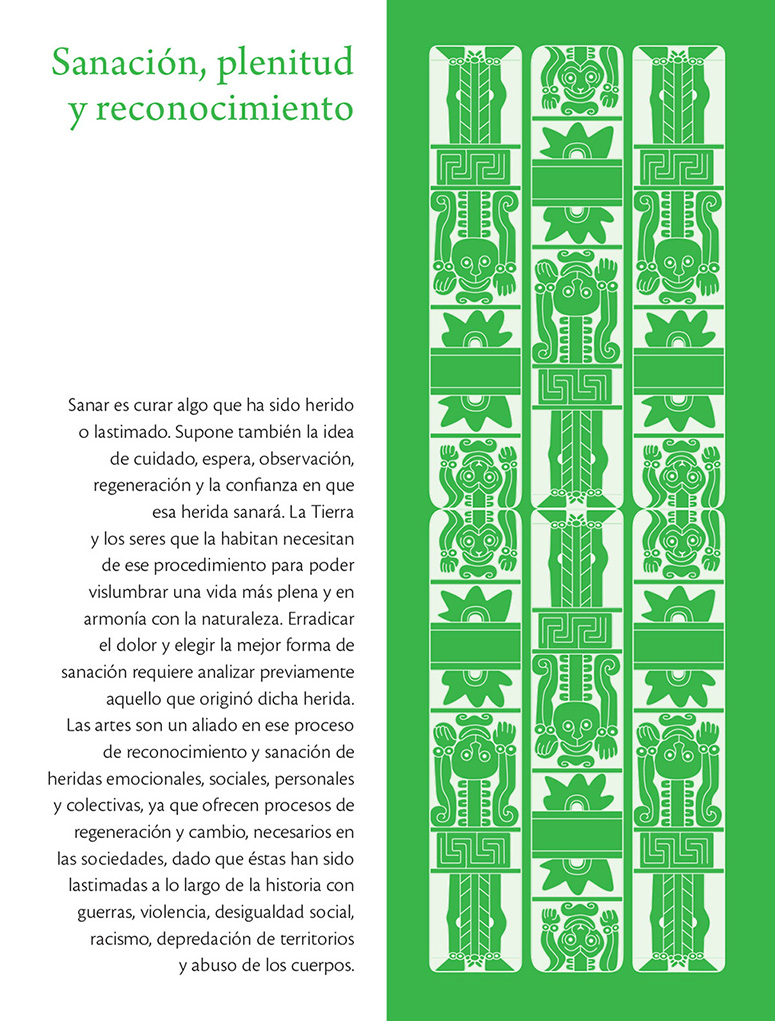 Sanación, plenitud
y reconocimiento
Sanar es curar algo que ha sido herido
o lastimado. Supone también la idea
de cuidado, espera, observación,
regeneración y la confianza en que
esa herida sanará. La Tierra
y los seres que la habitan necesitan
de ese procedimiento para poder
vislumbrar una vida más plena y en
armonía con la naturaleza. Erradicar
el dolor y elegir la mejor forma de
sanación requiere analizar previamente
aquello que originó dicha herida.
Las artes son un aliado en ese proceso
de reconocimiento y sanación de
heridas emocionales, sociales, personales
y colectivas, ya que ofrecen procesos de
regeneración y cambio, necesarios en
las sociedades, dado que éstas han sido
lastimadas a lo largo de la historia con
guerras, violencia, desigualdad social,
racismo, depredación de territorios
y abuso de los cuerpos.